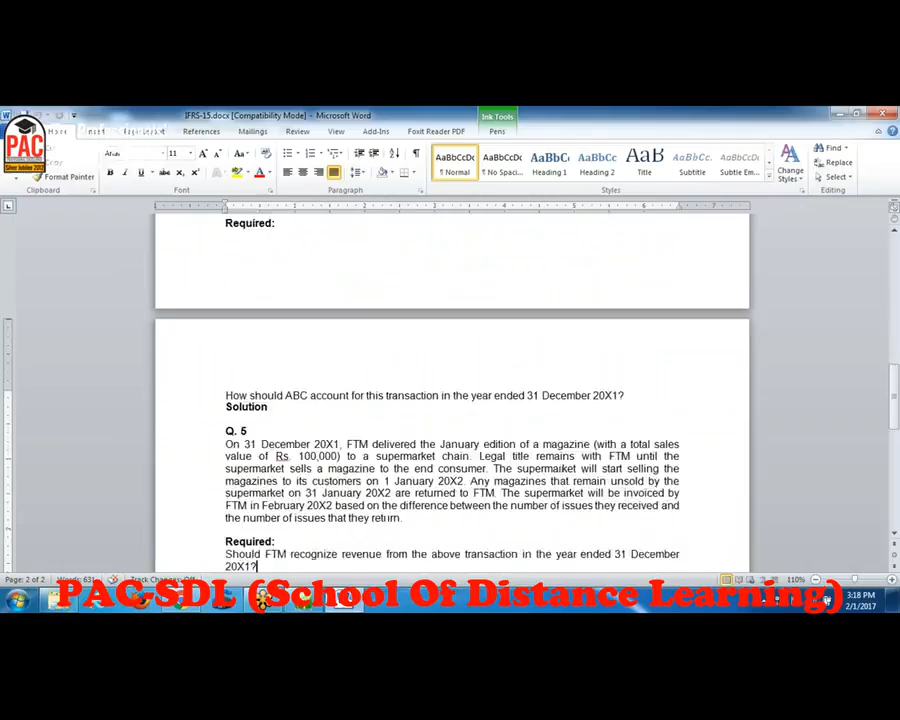 IFRS-15.docx [Compatibility Mode] - Microsoft Word
Ink Tools
References Mailings Review View Add-Ins Foxit Reader PDF Pens
PAC
Silver Jubilee 2012
Format Painter
Arial 11
AaBbCcDc AaBbCcDc AaBbC AaBbCc AaB AaBbCc. AaBbCcDc
¶ Normal ¶ No Spaci... Heading 1 Heading 2 Title Subtitle Subtle Em...
Change Styles
Find
Replace
Select
Clipboard Font Paragraph Styles Editing
Required:
How should ABC account for this transaction in the year ended 31 December 20X1?
Solution
Q. 5
On 31 December 20X1, FTM delivered the January edition of a magazine (with a total sales
value of Rs. 100,000) to a supermarket chain. Legal title remains with FTM until the
supermarket sells a magazine to the end consumer. The supermarket will start selling the
magazines to its customers on 1 January 20X2. Any magazines that remain unsold by the
supermarket on 31 January 20X2 are returned to FTM. The supermarket will be invoiced by
FTM in February 20X2 based on the difference between the number of issues they received and
the number of issues that they return.
Required:
Should FTM recognize revenue from the above transaction in the year ended 31 December
20X1?
Page: 2 of 2 Words: 631 Track Changes: Off 110%
PAC-SDL (School Of Distance Learning)
3:18 PM
2/1/2017